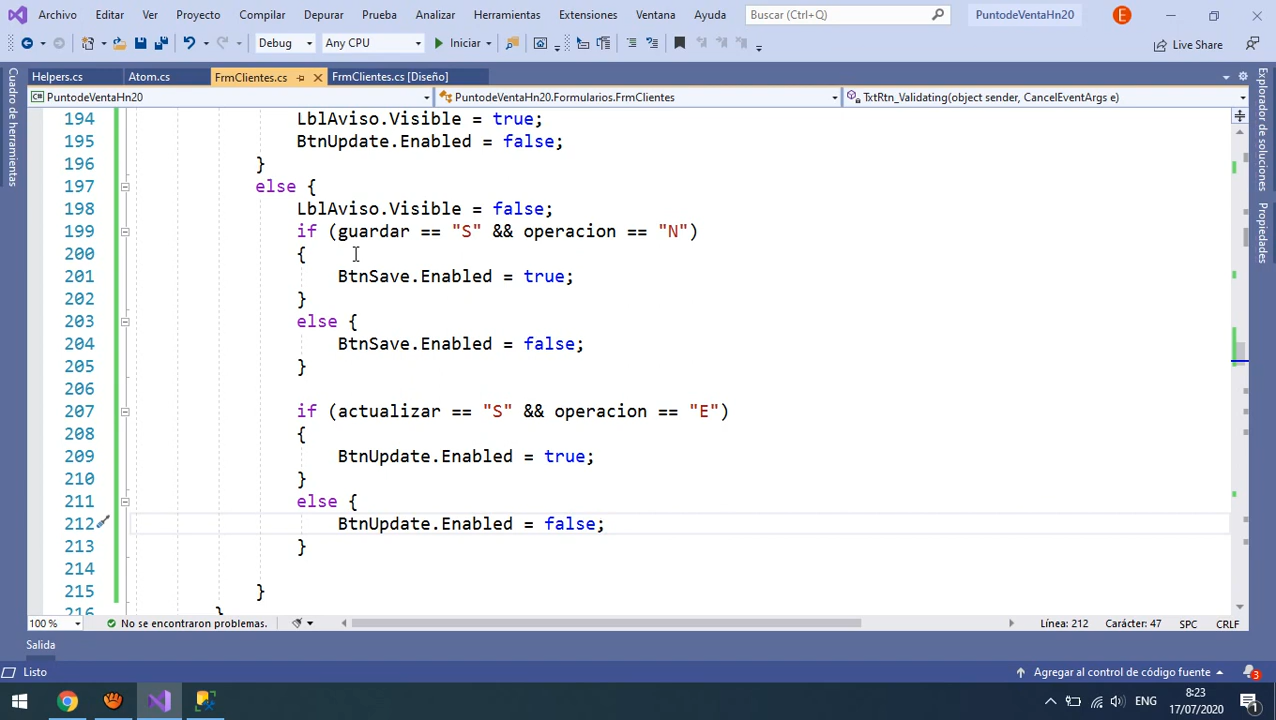 Archivo Editar Ver Proyecto Compilar Depurar Prueba Analizar Herramientas Extensiones Ventana Ayuda Buscar (Ctrl+Q) PuntodeVentaHn20 E
Debug Any CPU Iniciar Live Share
Helpers.cs Atom.cs FrmClientes.cs FrmClientes.cs [Diseño]
PuntodeVentaHn20 PuntodeVentaHn20.Formularios.FrmClientes TxtRtn_Validating(object sender, CancelEventArgs e)
Cuadro de herramientas
Explorador de soluciones
Propiedades
194 LblAviso.Visible = true;
195 BtnUpdate.Enabled = false;
196 }
197 else {
198 LblAviso.Visible = false;
199 if (guardar == "S" && operacion == "N")
200 {
201 BtnSave.Enabled = true;
202 }
203 else {
204 BtnSave.Enabled = false;
205 }
206
207 if (actualizar == "S" && operacion == "E")
208 {
209 BtnUpdate.Enabled = true;
210 }
211 else {
212 BtnUpdate.Enabled = false;
213 }
214
215 }
216 }
100 % No se encontraron problemas. Línea: 212 Carácter: 47 SPC CRLF
Salida
Listo Agregar al control de código fuente 3
ENG 8:23
17/07/2020 1